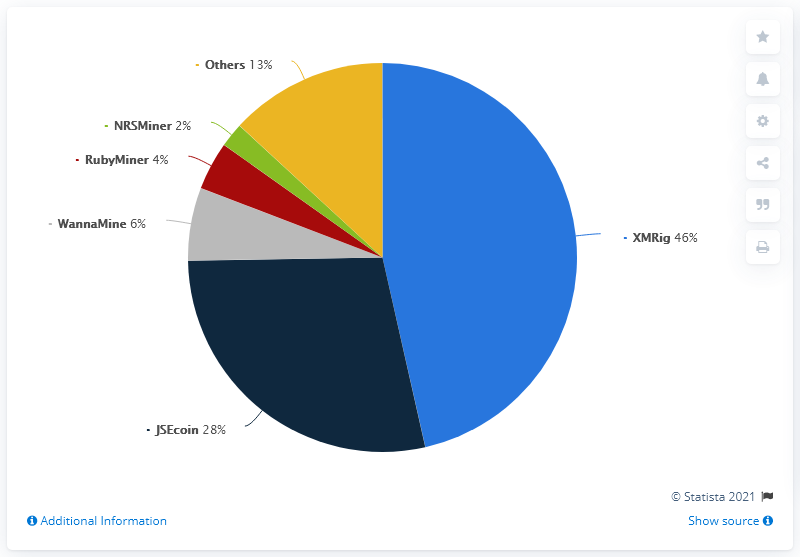 Others 13%
NRSMiner 2%
RubyMiner 4%
WannaMine 6%
XMRig 46%
JSEcoin 28%
© Statista 2021
Additional Information
Show source